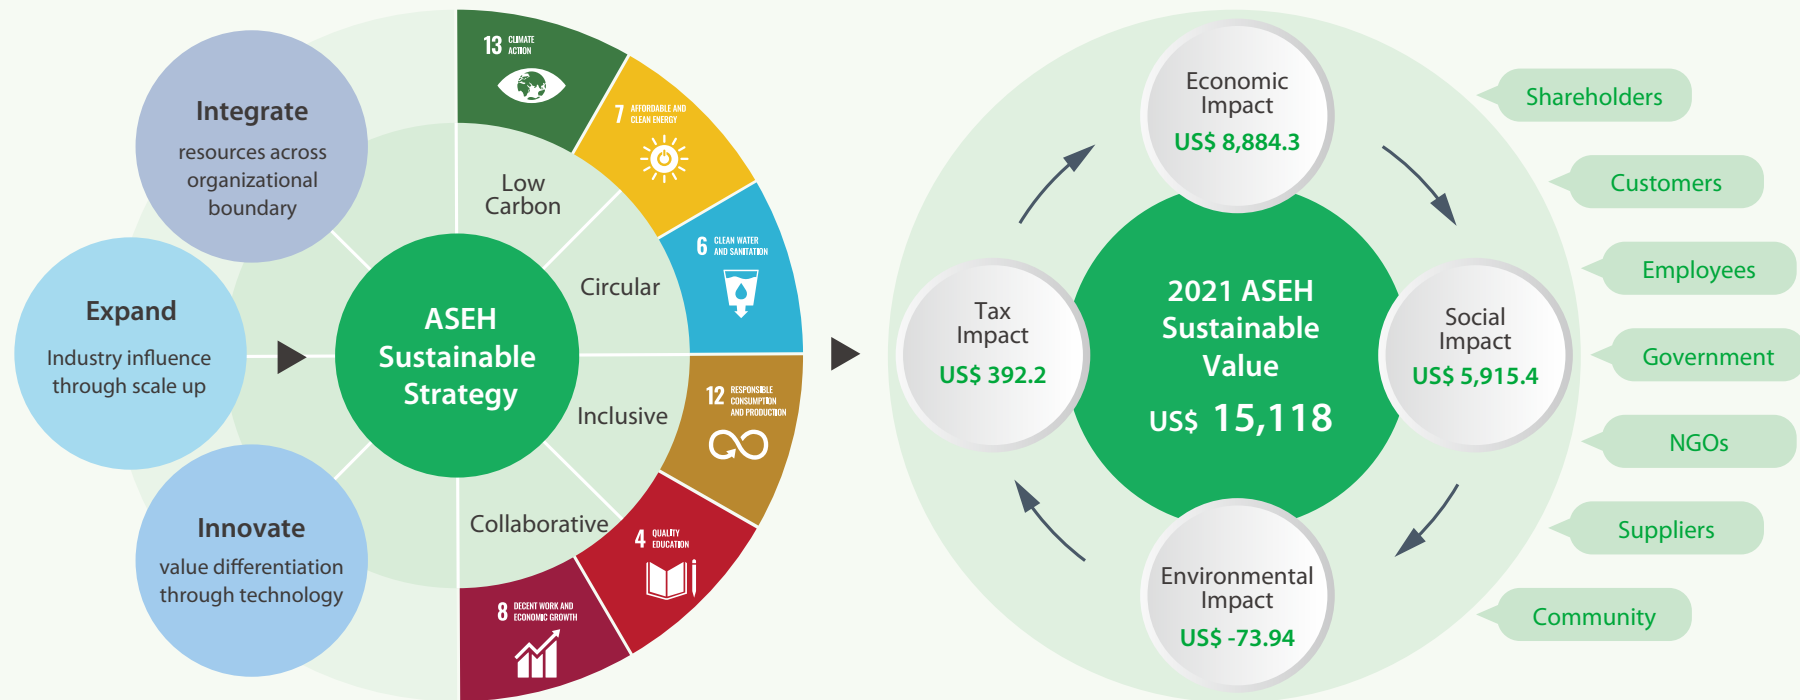 Integrate
resources across
organizational
boundary
Expand
Industry influence
through scale up
Innovate
value differentiation
through technology
ASEH
Sustainable
Strategy
Low
Carbon
Circular
Inclusive
Collaborative
13 CLIMATE
ACTION
7 AFFORDABLE AND
CLEAN ENERGY
6 CLEAN WATER
AND SANITATION
12 RESPONSIBLE
CONSUMPTION
AND PRODUCTION
4 QUALITY
EDUCATION
8 DECENT WORK AND
ECONOMIC GROWTH
Economic
Impact
US$ 8,884.3
Tax
Impact
US$ 392.2
2021 ASEH
Sustainable
Value
US$ 15,118
Social
Impact
US$ 5,915.4
Environmental
Impact
US$ -73.94
Shareholders
Customers
Employees
Government
NGOs
Suppliers
Community